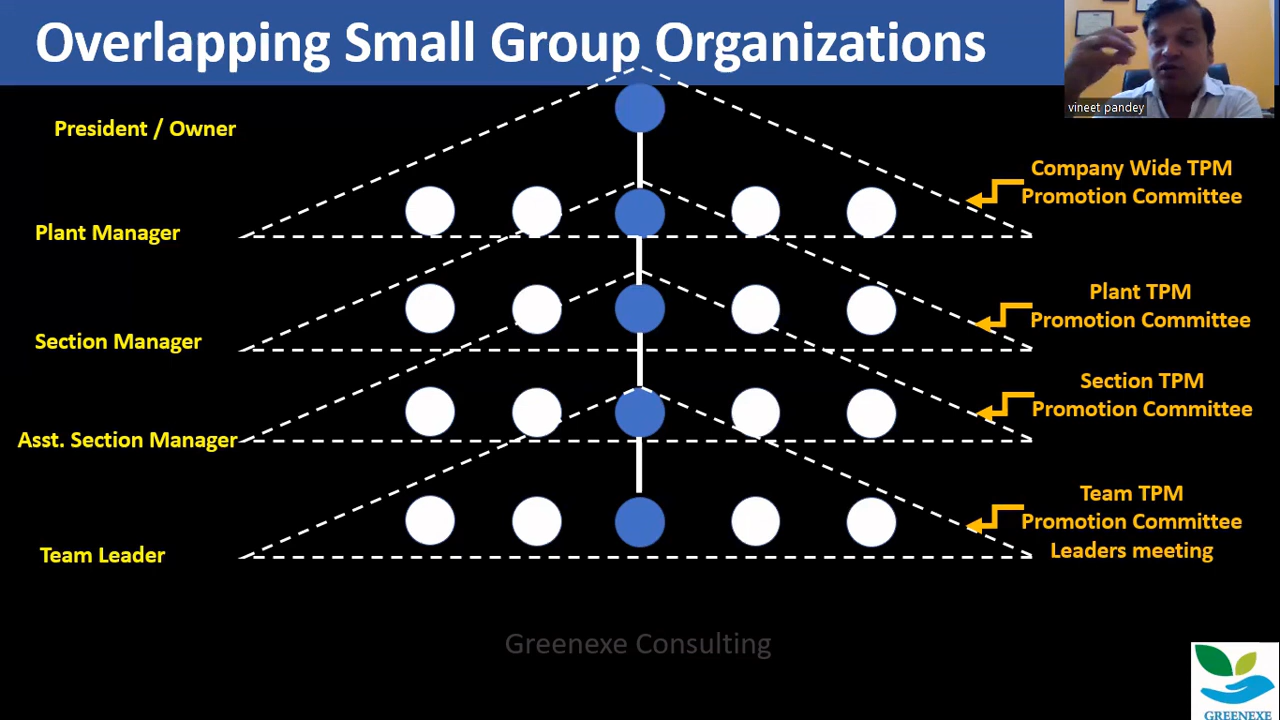 Overlapping Small Group Organizations
vineet pandey
President / Owner
Company Wide TPM
Promotion Committee
Plant Manager
Plant TPM
Promotion Committee
Section Manager
Section TPM
Promotion Committee
Asst. Section Manager
Team TPM
Promotion Committee
Leaders meeting
Team Leader
Greenexe Consulting
GREENEXE